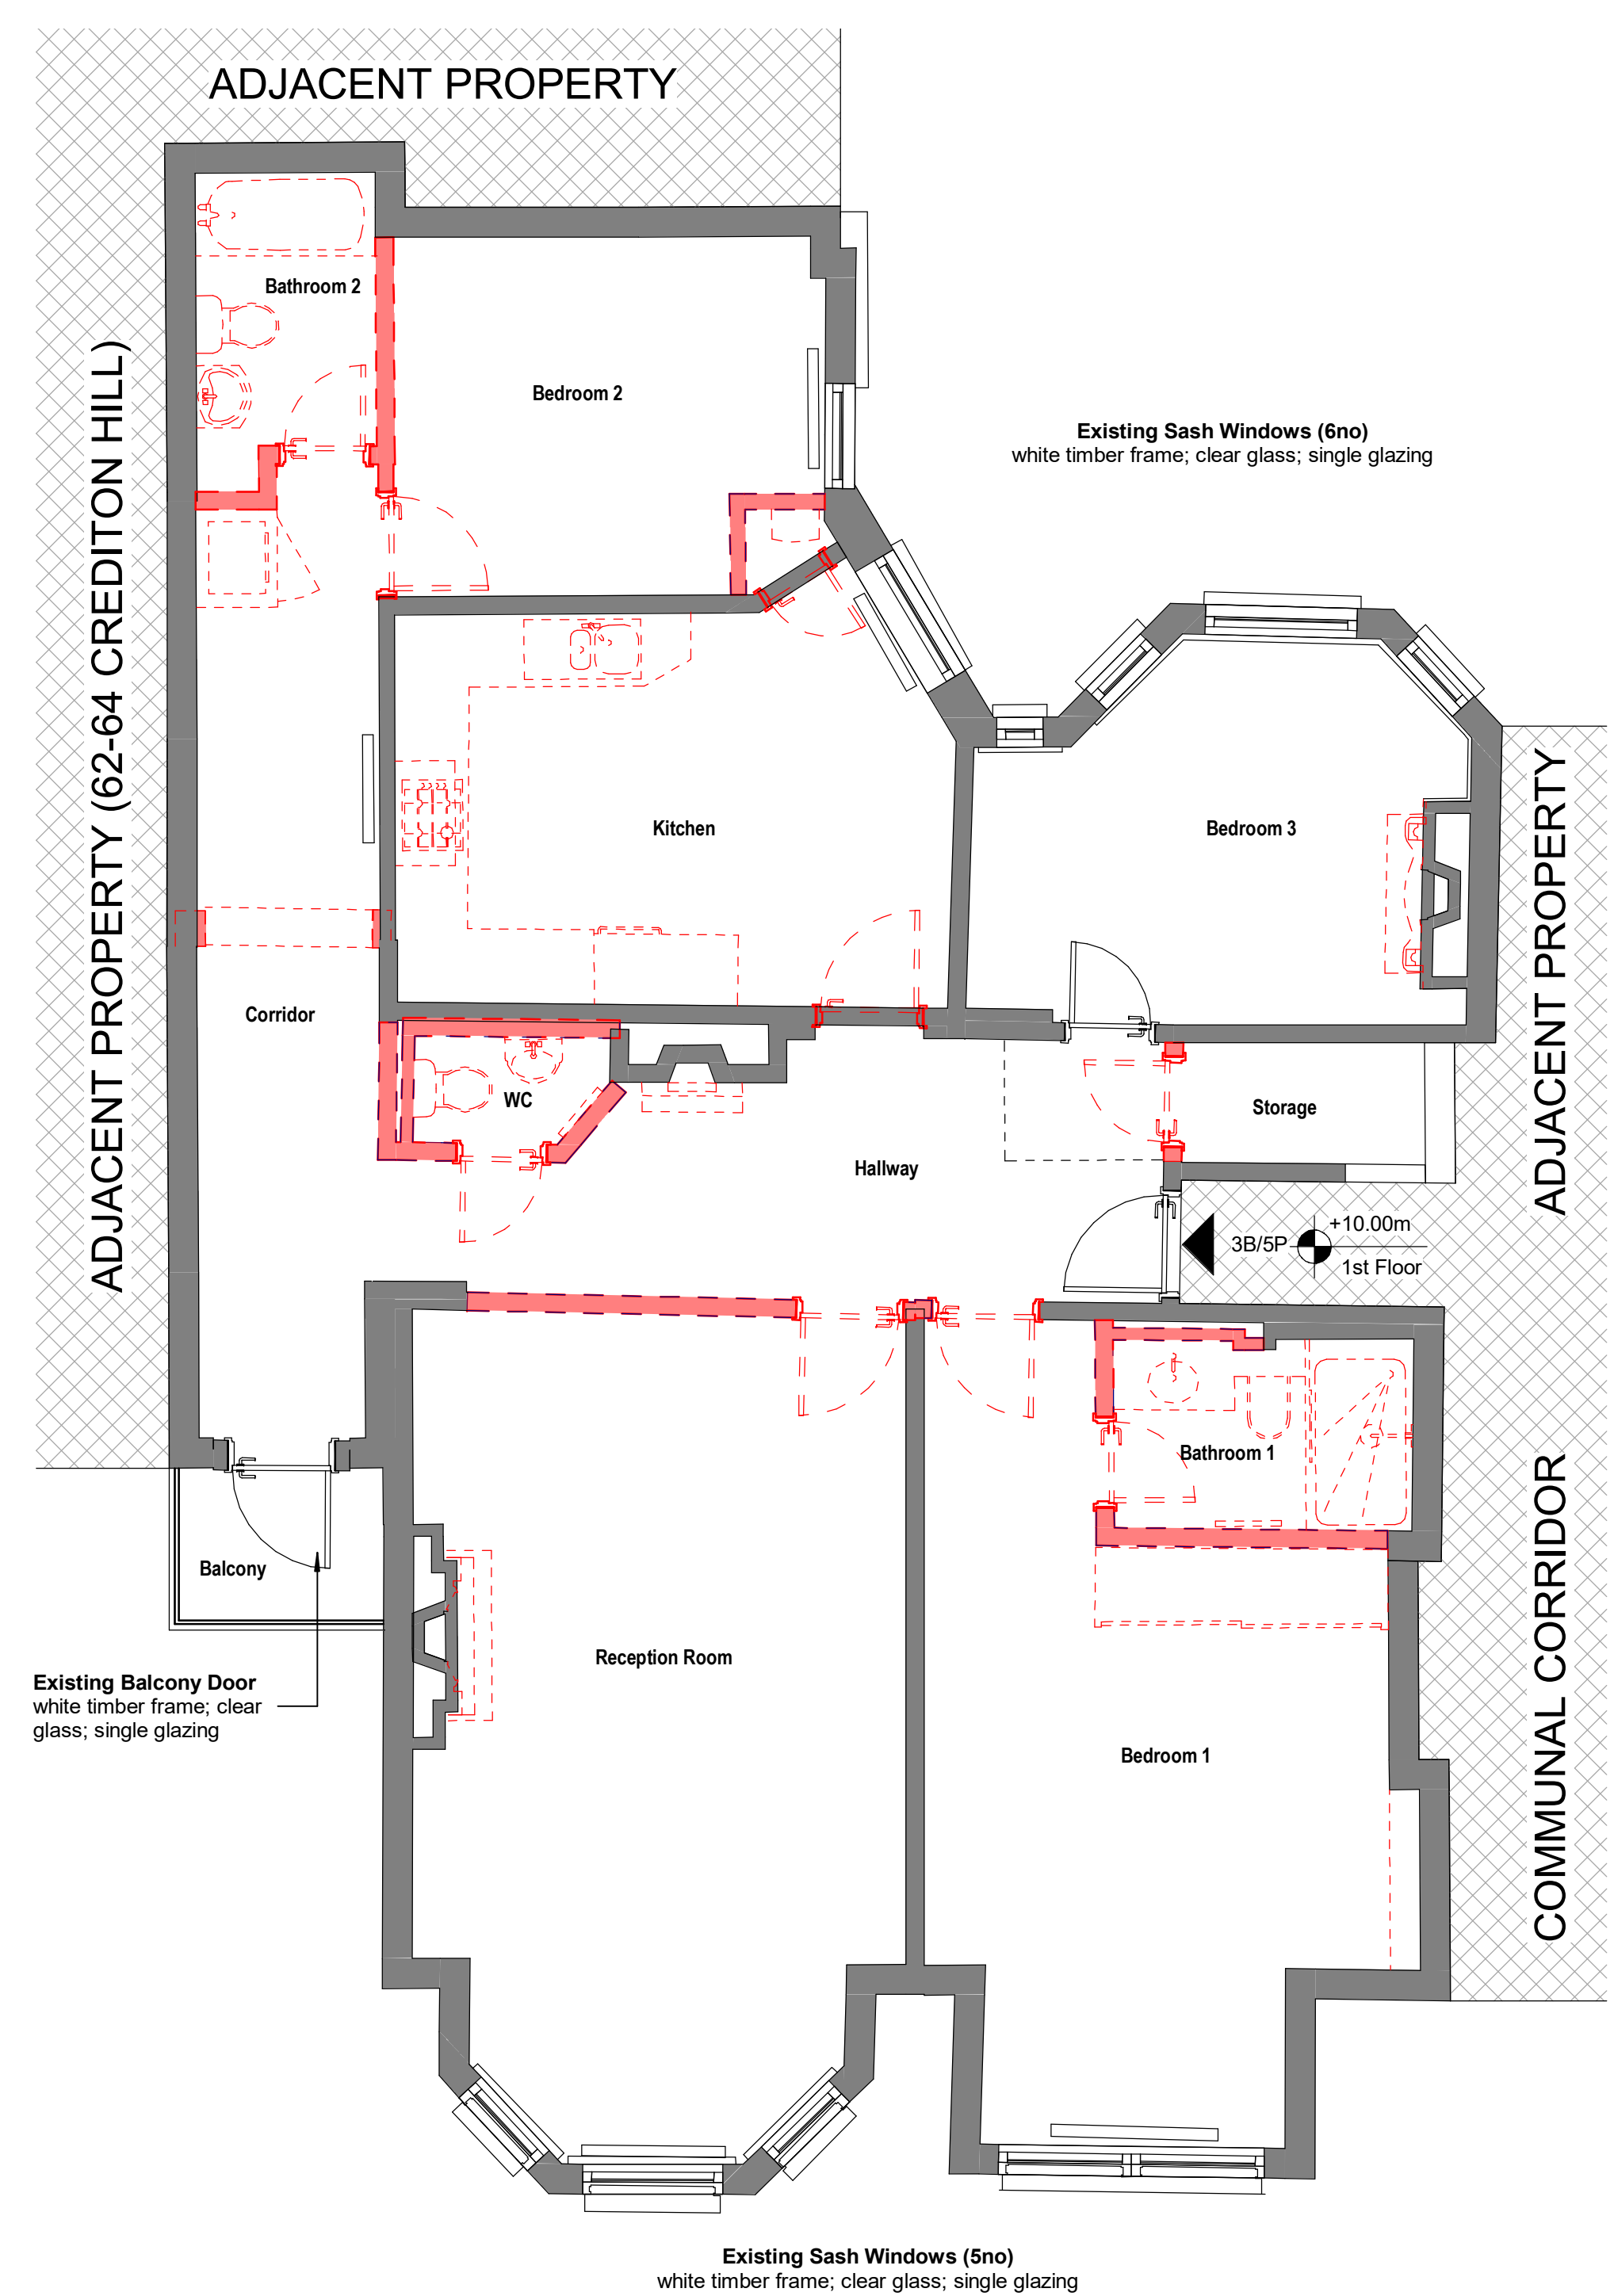 ADJACENT PROPERTY
Bathroom 2
Bedroom 2
Existing Sash Windows (6no)
white timber frame; clear glass; single glazing
ADJACENT PROPERTY (62-64 CREDITON HILL)
Kitchen
Bedroom 3
ADJACENT PROPERTY
Corridor
WC
Storage
Hallway
3B/5P
+10.00m
1st Floor
Bathroom 1
Balcony
Reception Room
Existing Balcony Door
white timber frame; clear
glass; single glazing
Bedroom 1
COMMUNAL CORRIDOR
Existing Sash Windows (5no)
white timber frame; clear glass; single glazing